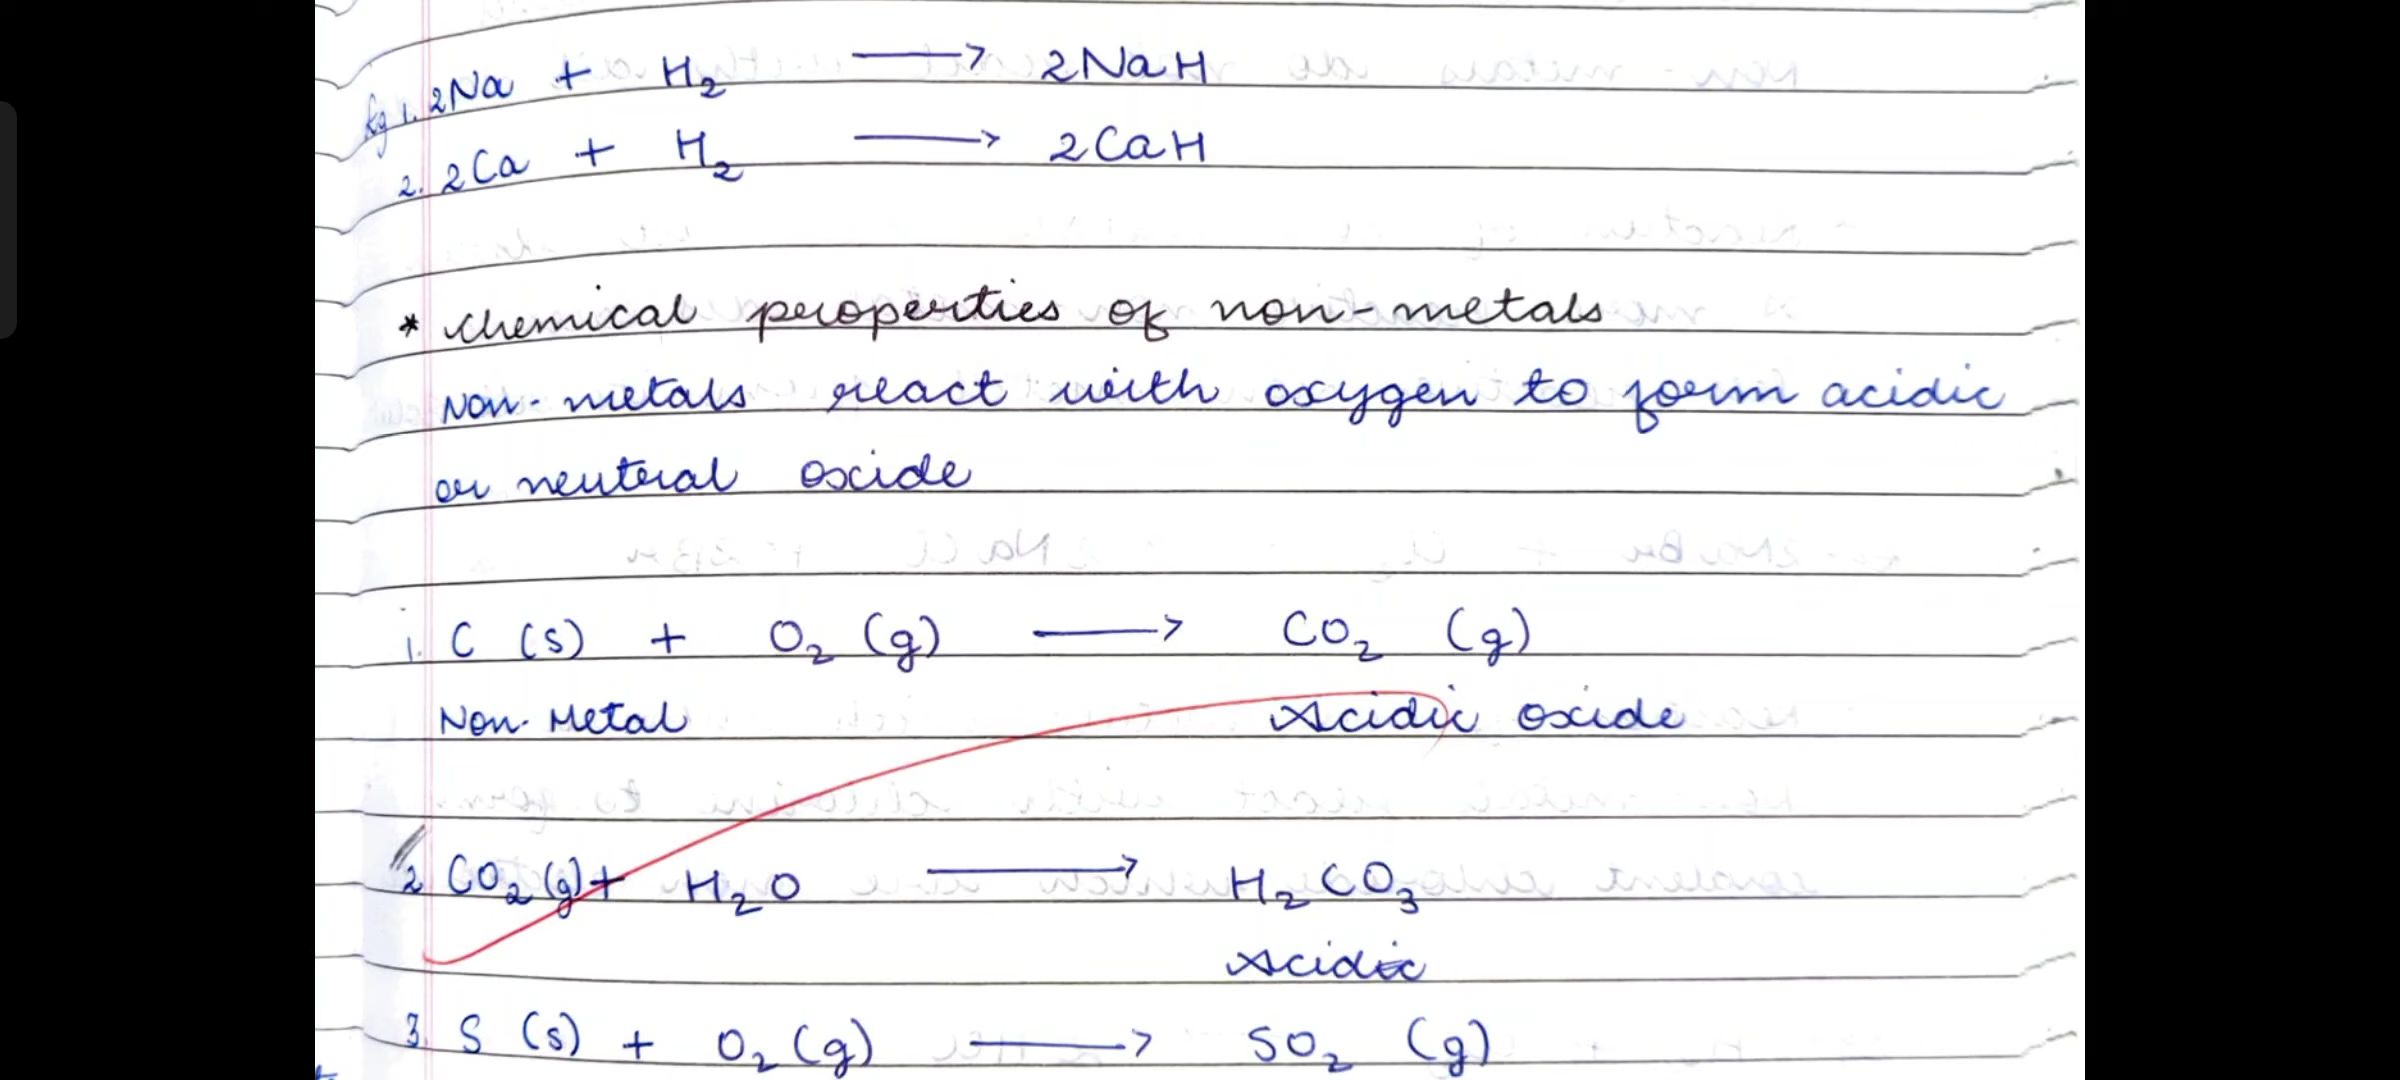 Eg 1. 2Na + H₂ ⟶ 2NaH
2. 2Ca + H₂ ⟶ 2CaH
* Chemical properties of non-metals
Non-metals react with oxygen to form acidic
or neutral oxide
1. C (s) + O₂ (g) ⟶ CO₂ (g)
Non-Metal Acidic oxide
2 CO₂ (g) + H₂O ⟶ H₂CO₃
Acidic
3. S (s) + O₂ (g) ⟶ SO₂ (g)